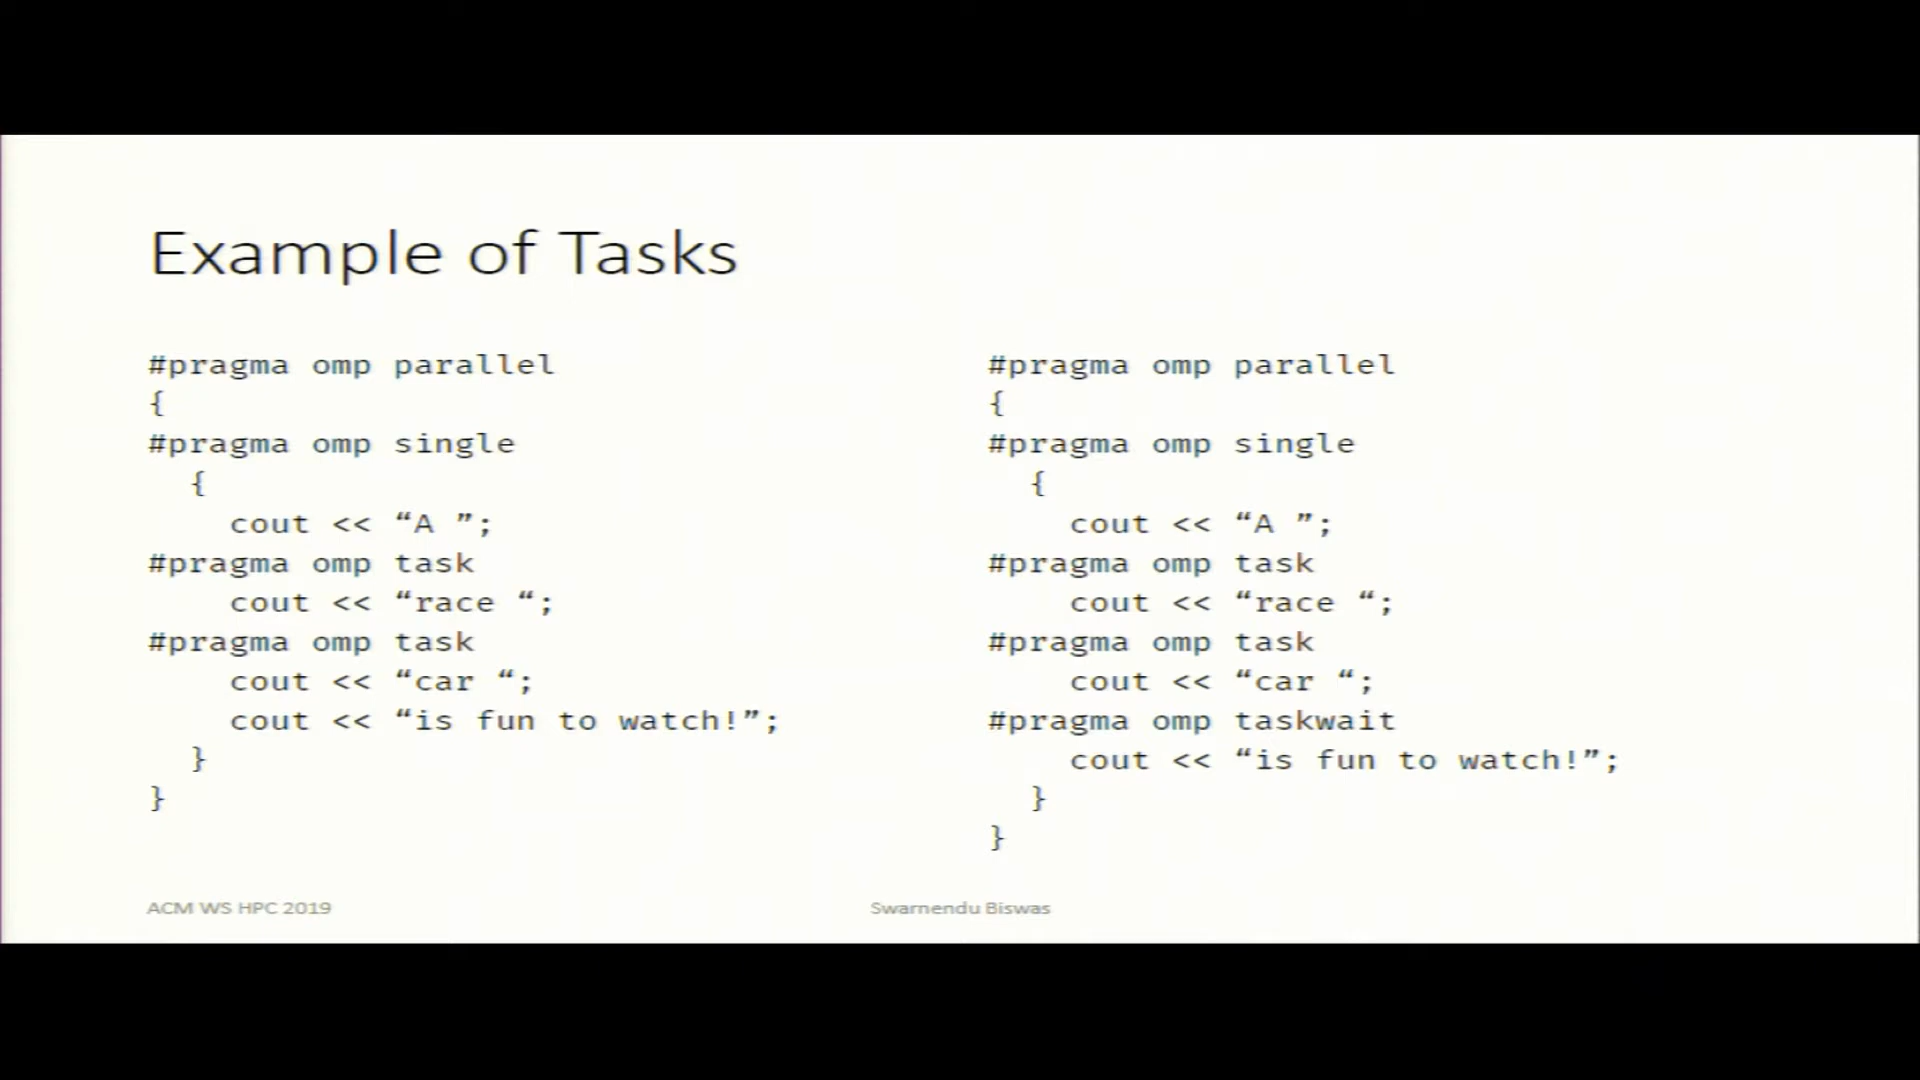 Example of Tasks
#pragma omp parallel
{
#pragma omp single
{
cout << “A ”;
#pragma omp task
cout << “race “;
#pragma omp task
cout << “car “;
cout << “is fun to watch!”;
}
}
#pragma omp parallel
{
#pragma omp single
{
cout << “A ”;
#pragma omp task
cout << “race “;
#pragma omp task
cout << “car “;
#pragma omp taskwait
cout << “is fun to watch!”;
}
}
ACM WS HPC 2019
Swarnendu Biswas